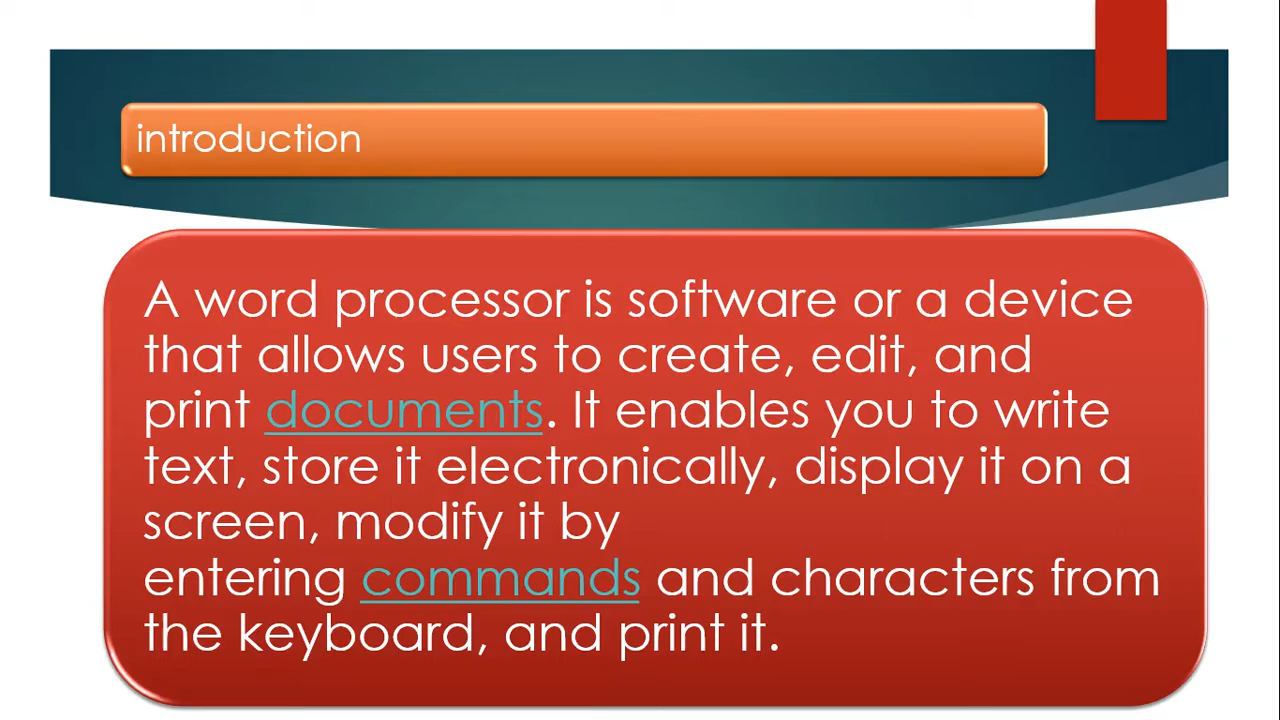 introduction
A word processor is software or a device
that allows users to create, edit, and
print documents. It enables you to write
text, store it electronically, display it on a
screen, modify it by
entering commands and characters from
the keyboard, and print it.